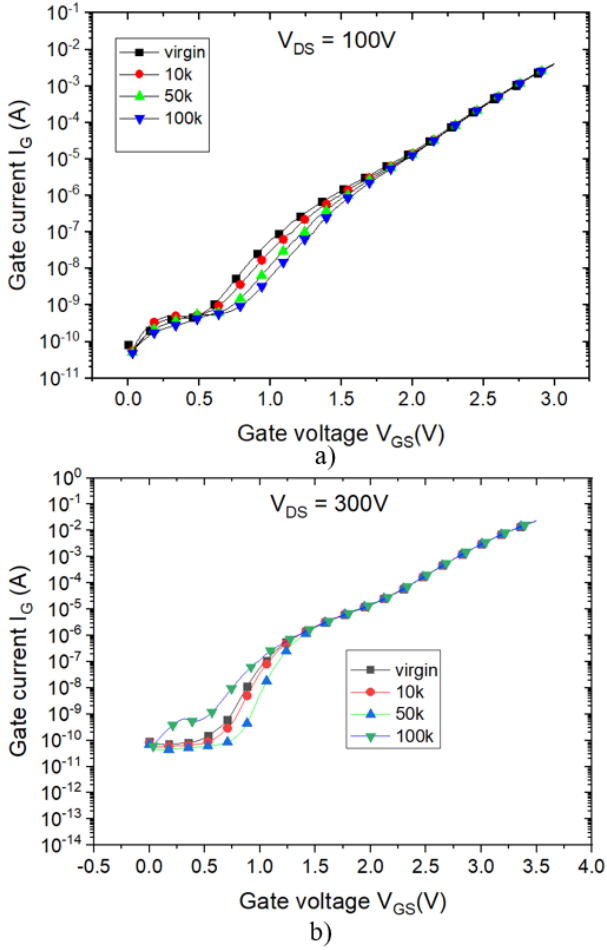 V_DS = 100V
virgin
10k
50k
100k
Gate current I_G (A)
10^-1
10^-2
10^-3
10^-4
10^-5
10^-6
10^-7
10^-8
10^-9
10^-10
10^-11
0.0 0.5 1.0 1.5 2.0 2.5 3.0
Gate voltage V_GS(V)
a)
V_DS = 300V
Gate current I_G (A)
10^0
10^-1
10^-2
10^-3
10^-4
10^-5
10^-6
10^-7
10^-8
10^-9
10^-10
10^-11
10^-12
10^-13
10^-14
virgin
10k
50k
100k
-0.5 0.0 0.5 1.0 1.5 2.0 2.5 3.0 3.5 4.0
Gate voltage V_GS(V)
b)